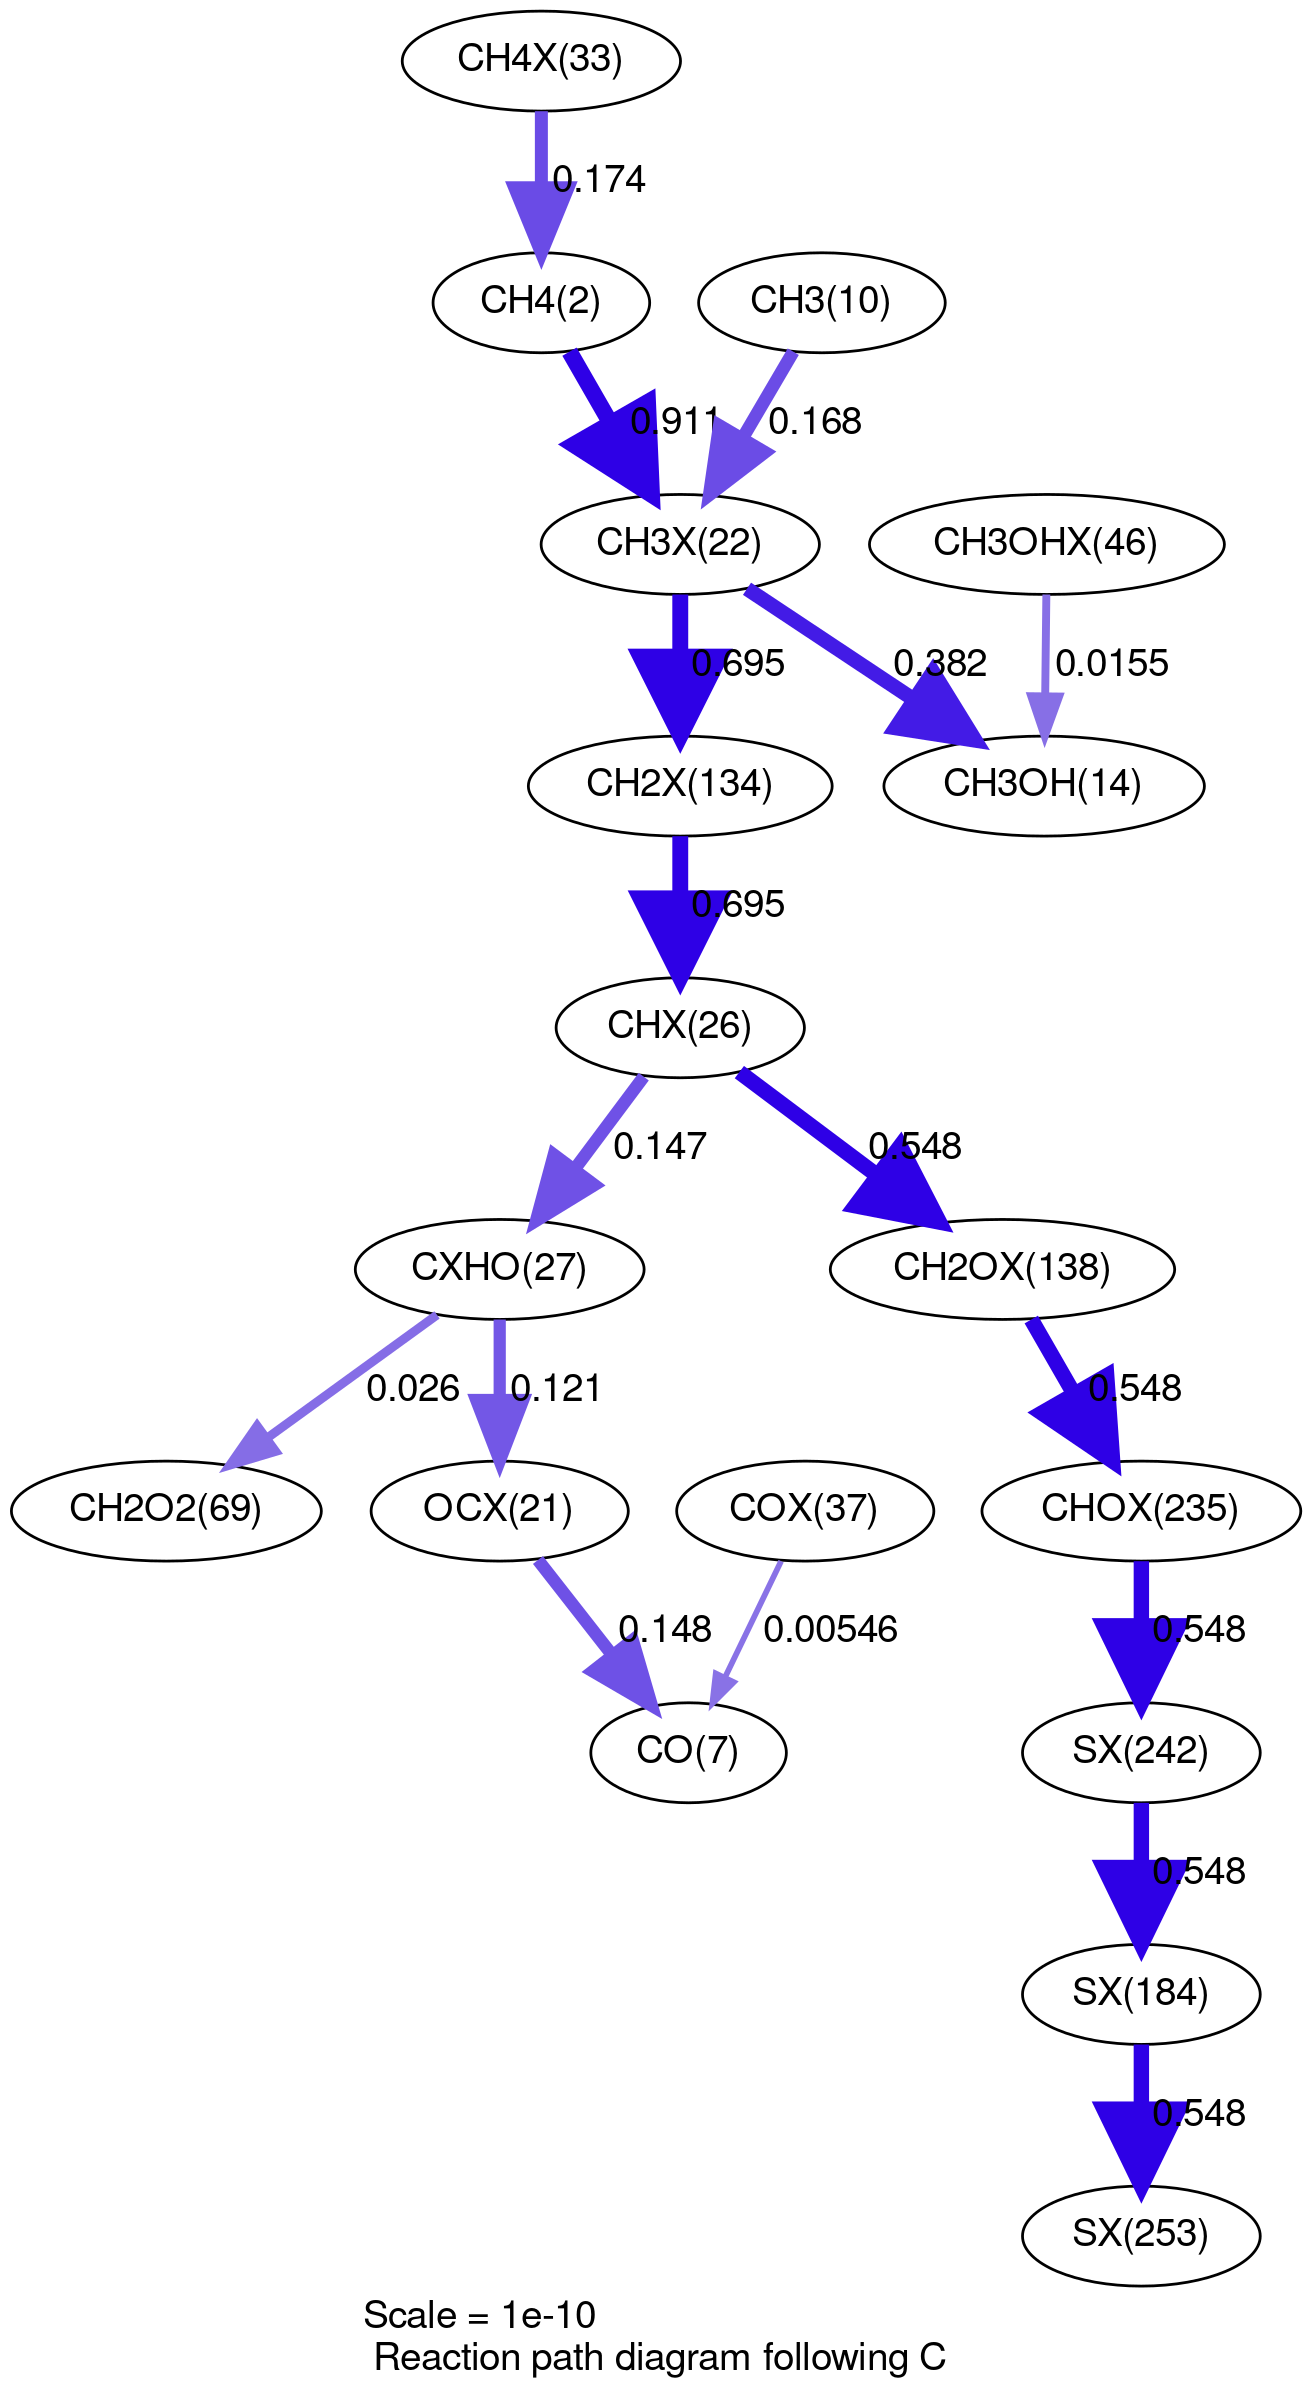 CH4X(33)
0.174
CH4(2)
CH3(10)
0.911
0.168
CH3X(22)
CH3OHX(46)
0.695
0.382
0.0155
CH2X(134)
CH3OH(14)
0.695
CHX(26)
0.147
0.548
CXHO(27)
CH2OX(138)
0.026
0.121
0.548
CH2O2(69)
OCX(21)
COX(37)
CHOX(235)
0.148
0.00546
0.548
CO(7)
SX(242)
0.548
SX(184)
0.548
SX(253)
Scale = 1e-10
Reaction path diagram following C